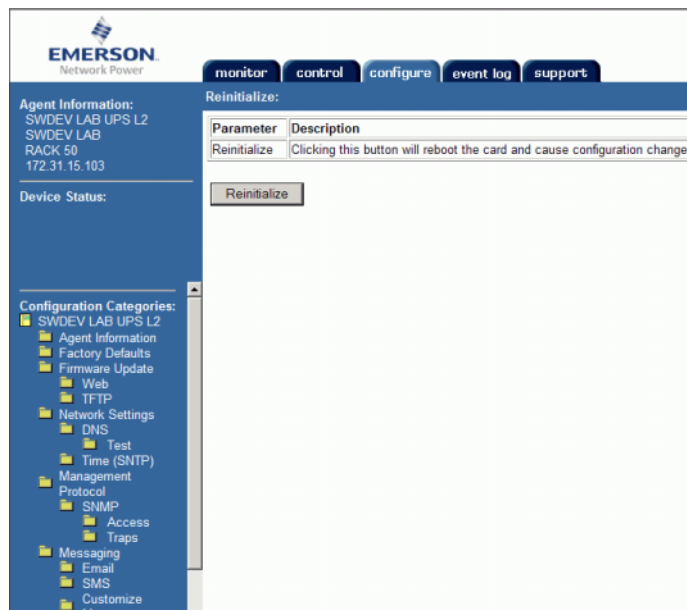 EMERSON
Network Power
monitor
control
configure
event log
support
Agent Information:
SWDEV LAB UPS L2
SWDEV LAB
RACK 50
172.31.15.103
Device Status:
Configuration Categories:
SWDEV LAB UPS L2
Agent Information
Factory Defaults
Firmware Update
Web
TFTP
Network Settings
DNS
Test
Time (SNTP)
Management
Protocol
SNMP
Access
Traps
Messaging
Email
SMS
Customize
Reinitialize:
Parameter Description
Reinitialize Clicking this button will reboot the card and cause configuration change
Reinitialize